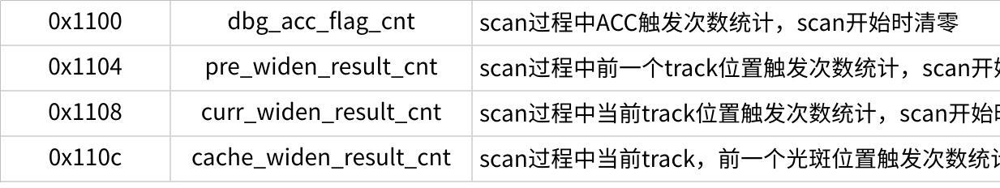 0x1100 dbg_acc_flag_cnt scan过程中ACC触发次数统计，scan开始时清零
0x1104 pre_widen_result_cnt scan过程中前一个track位置触发次数统计，scan开
0x1108 curr_widen_result_cnt scan过程中当前track位置触发次数统计，scan开始
0x110c cache_widen_result_cnt scan过程中当前track，前一个光斑位置触发次数统